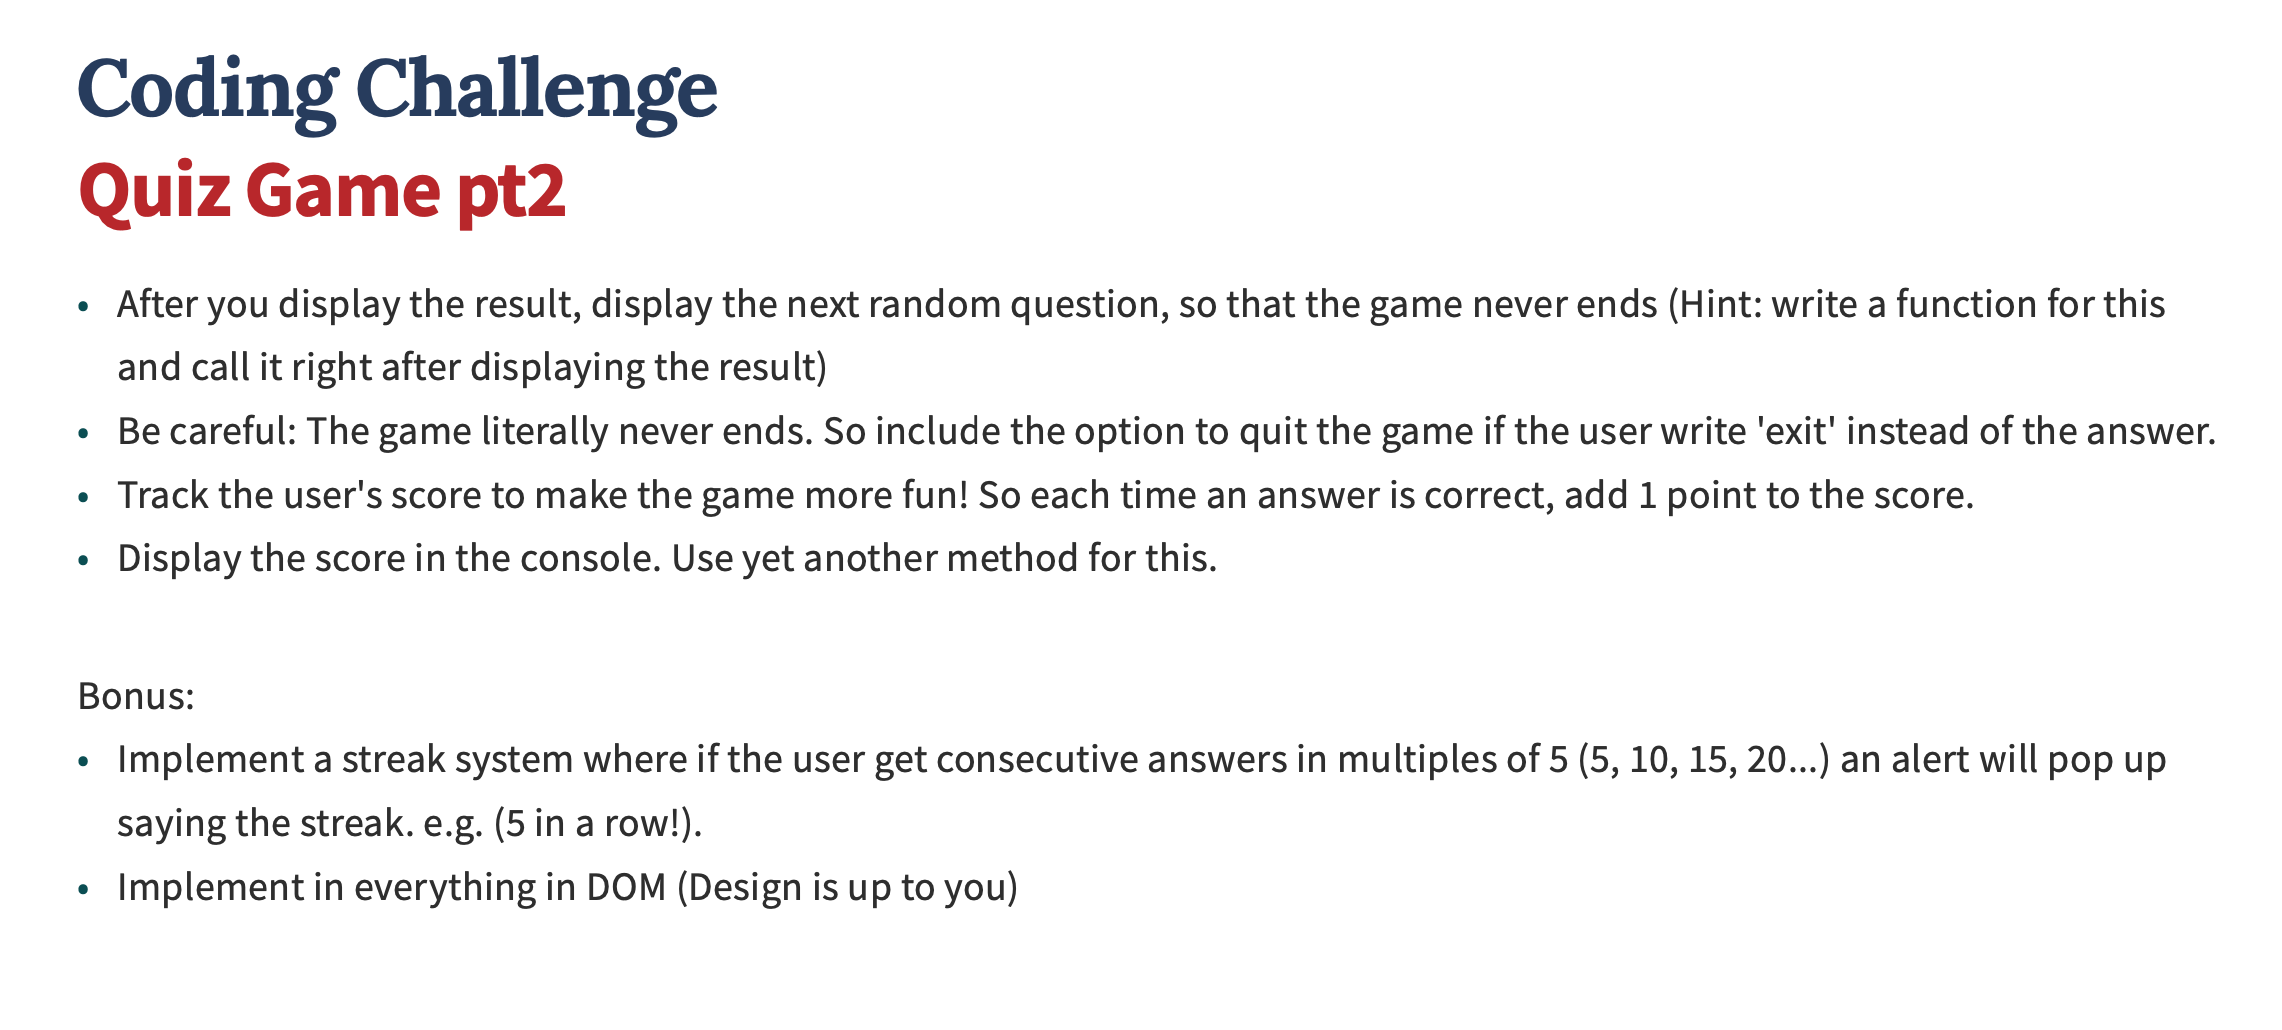 Coding Challenge
Quiz Game pt2
• After you display the result, display the next random question, so that the game never ends (Hint: write a function for this
and call it right after displaying the result)
• Be careful: The game literally never ends. So include the option to quit the game if the user write 'exit' instead of the answer.
• Track the user's score to make the game more fun! So each time an answer is correct, add 1 point to the score.
• Display the score in the console. Use yet another method for this.
Bonus:
• Implement a streak system where if the user get consecutive answers in multiples of 5 (5, 10, 15, 20...) an alert will pop up
saying the streak. e.g. (5 in a row!).
• Implement in everything in DOM (Design is up to you)